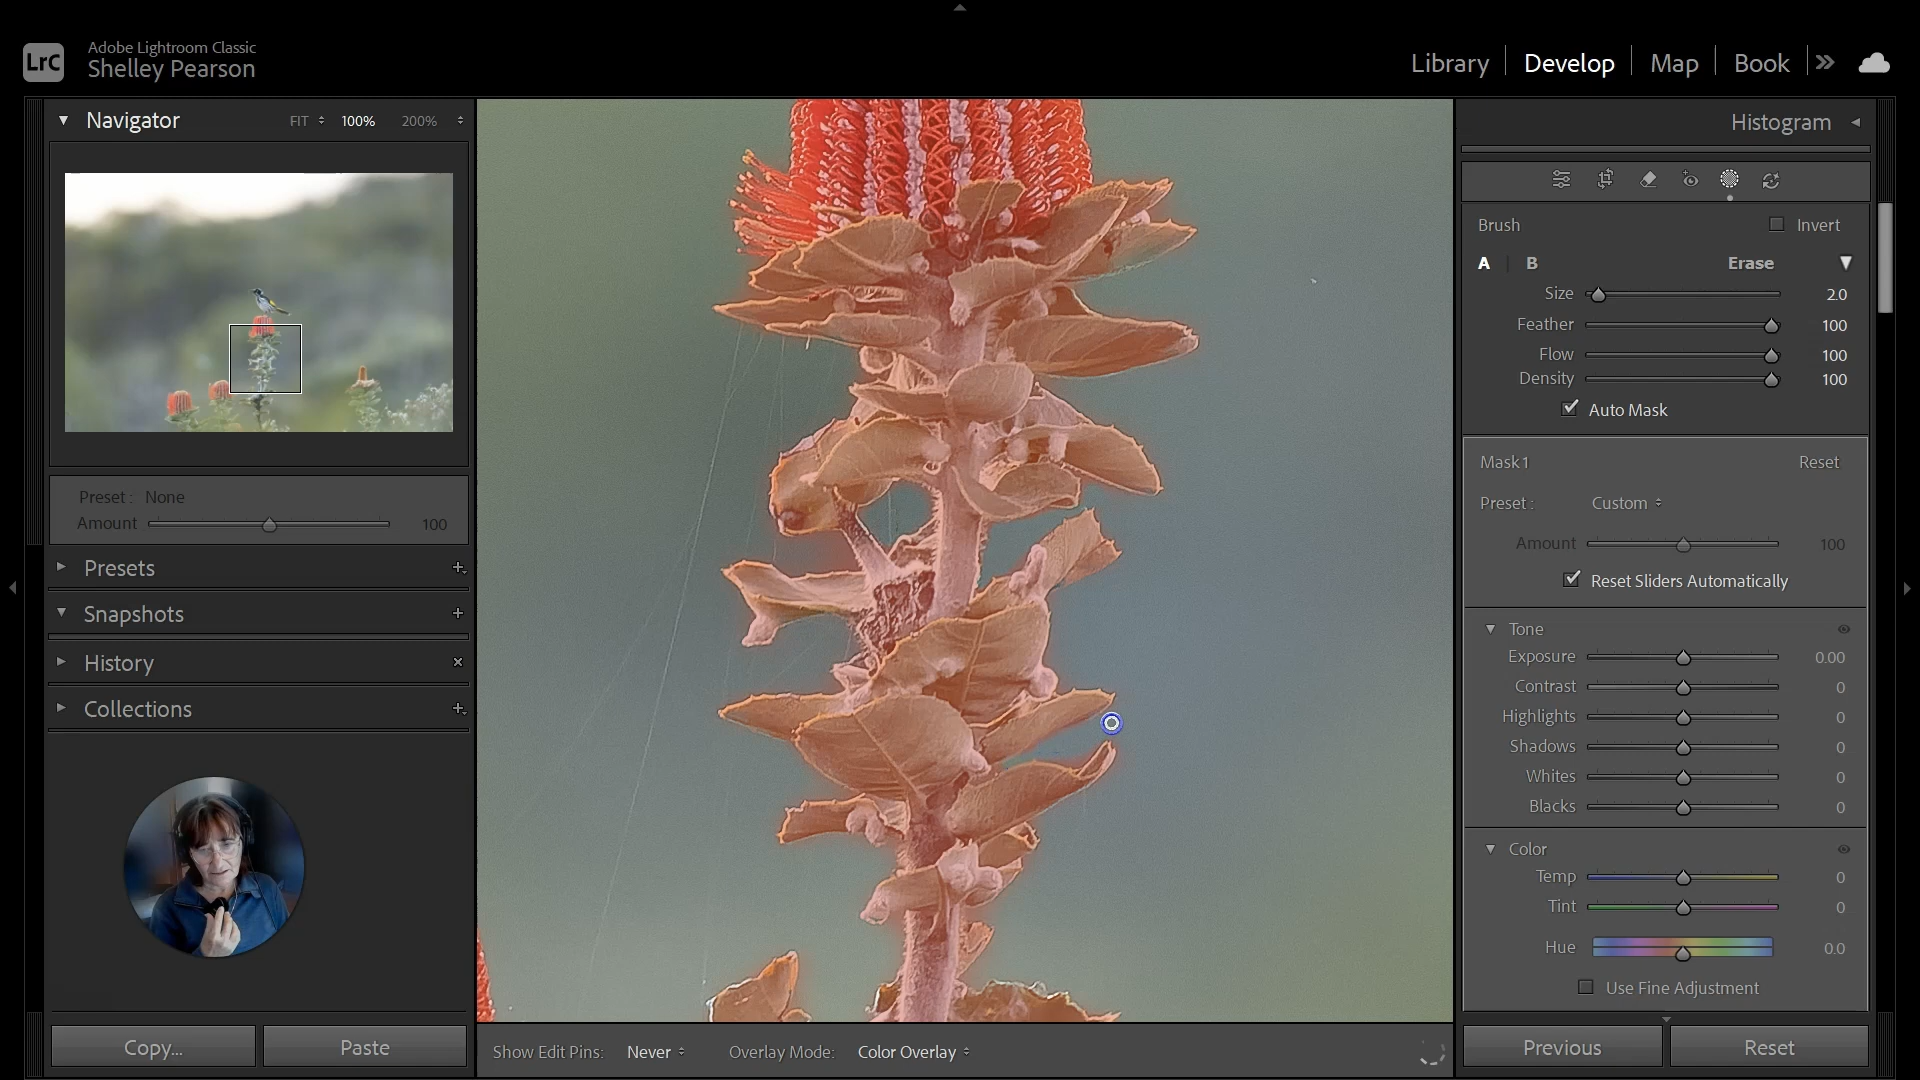 LrC
Adobe Lightroom Classic
Shelley Pearson
Library
Develop
Map
Book
Navigator
FIT
100%
200%
Preset : None
Amount 100
Presets
Snapshots
History
Collections
Copy...
Paste
Show Edit Pins: Never
Overlay Mode: Color Overlay
Histogram
Brush
Invert
A B Erase
Size 2.0
Feather 100
Flow 100
Density 100
Auto Mask
Mask 1 Reset
Preset : Custom
Amount 100
Reset Sliders Automatically
Tone
Exposure 0.00
Contrast 0
Highlights 0
Shadows 0
Whites 0
Blacks 0
Color
Temp 0
Tint 0
Hue 0.0
Use Fine Adjustment
Previous
Reset